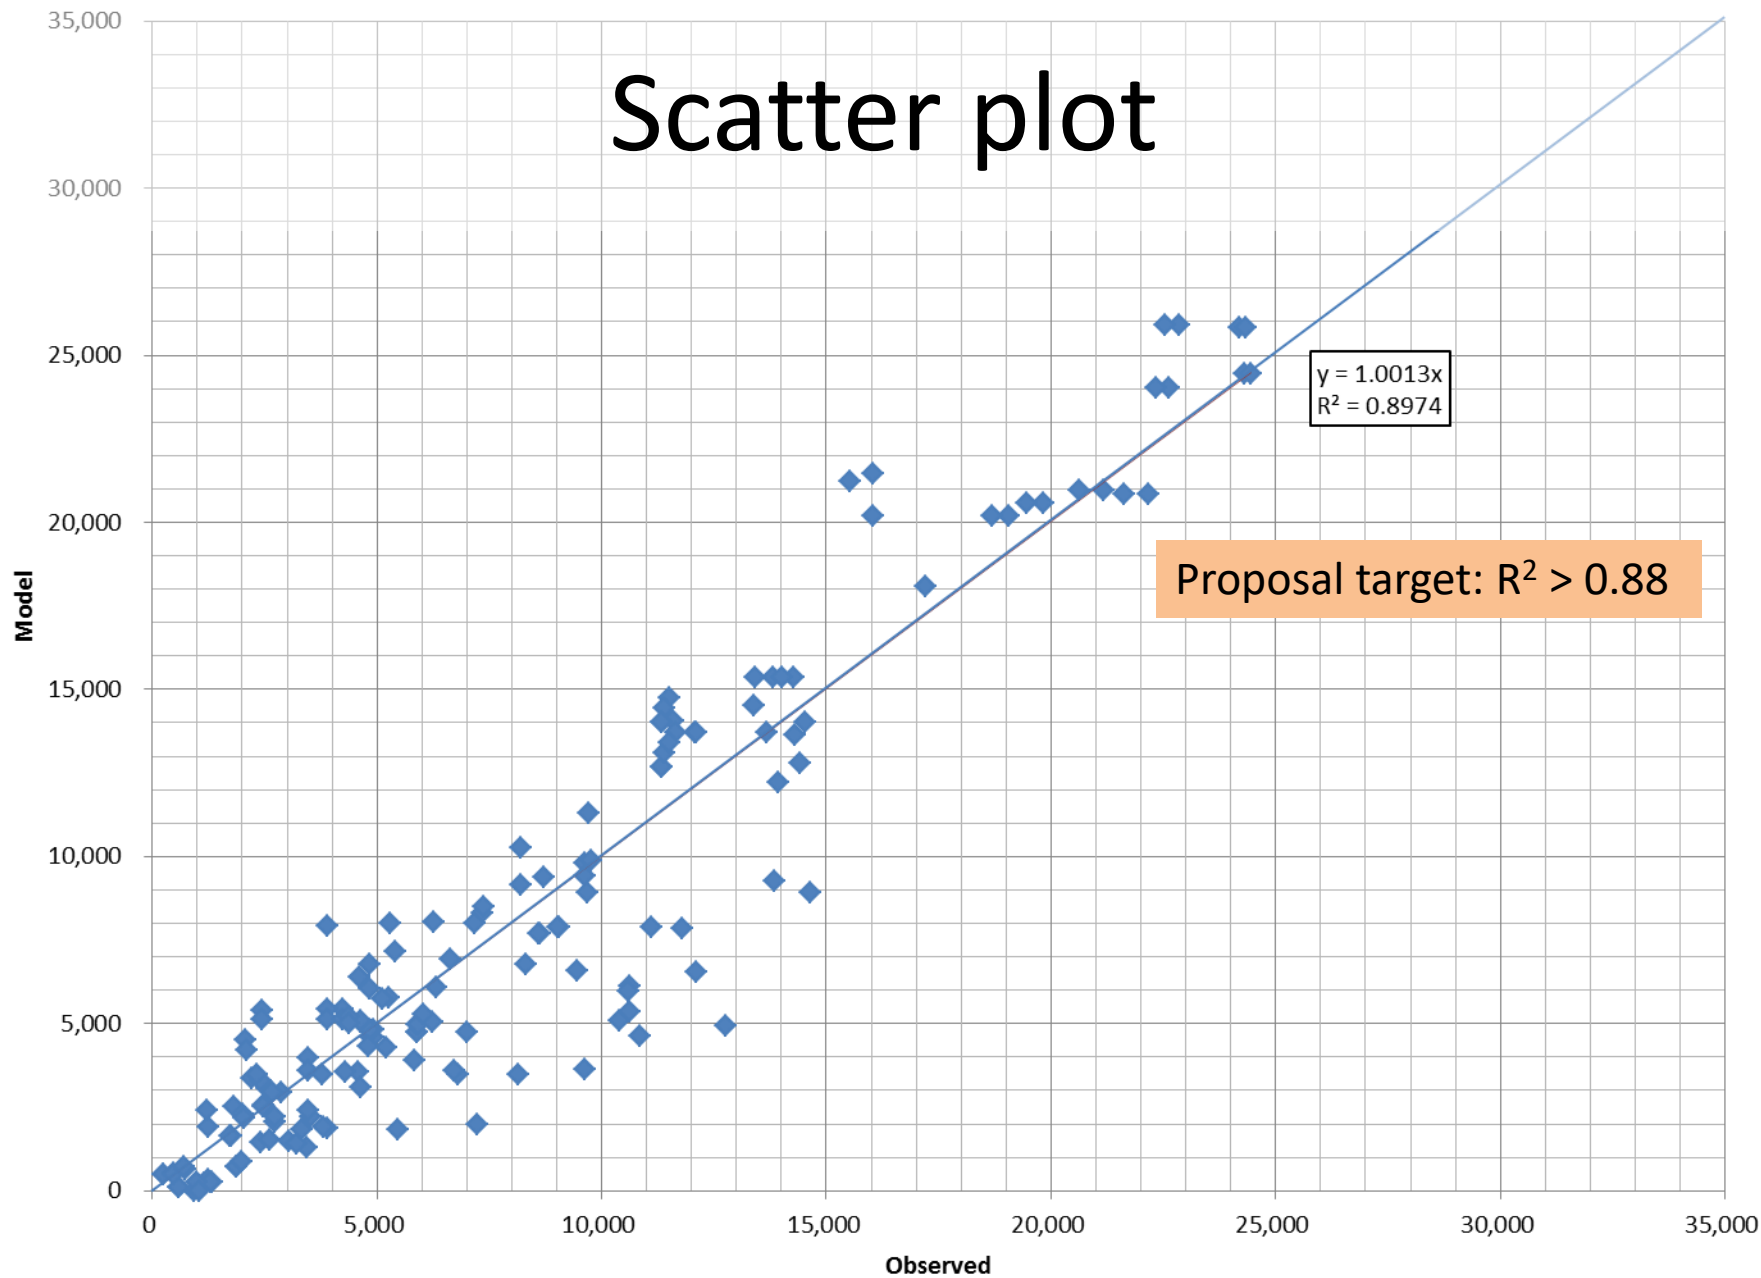 Scatter plot
35,000
30,000
25,000
20,000
15,000
10,000
5,000
0
Model
y = 1.0013x
R² = 0.8974
Proposal target: R² > 0.88
0 5,000 10,000 15,000 20,000 25,000 30,000 35,000
Observed